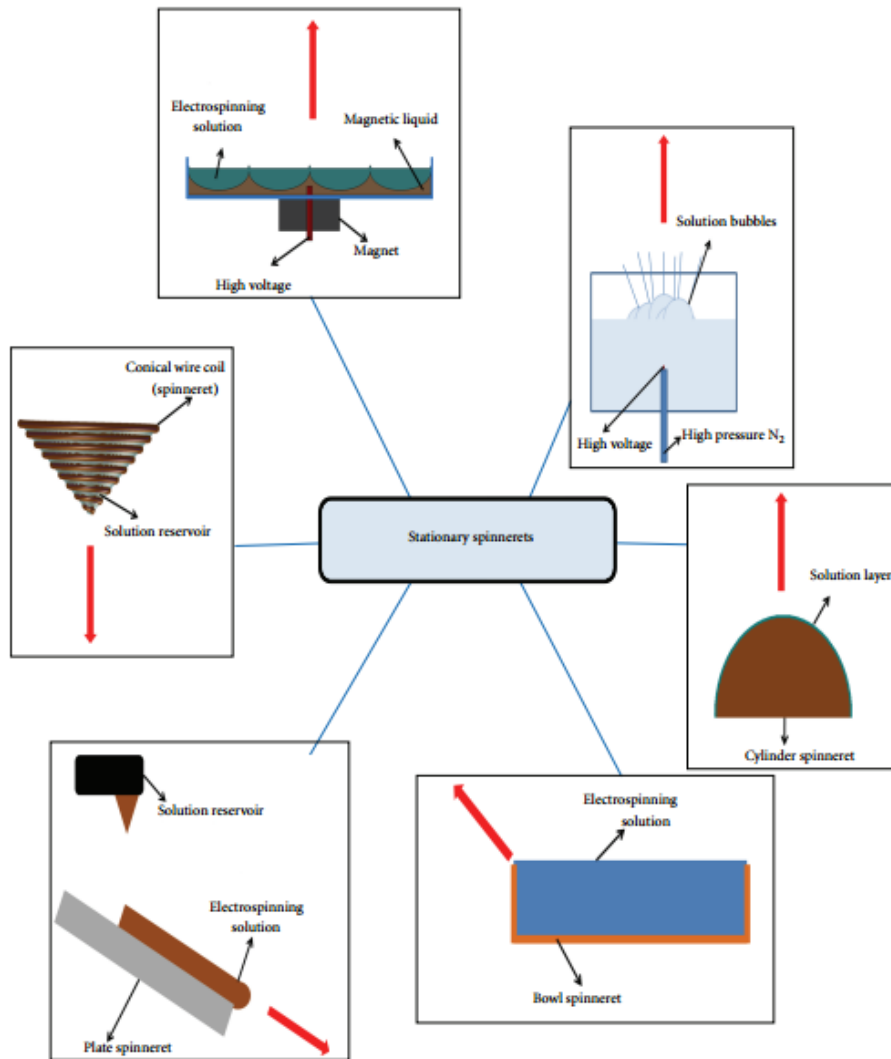 Electrospinning
solution
Magnetic liquid
Magnet
High voltage
Solution bubbles
High voltage
High pressure N₂
Conical wire coil
(spinneret)
Solution reservoir
Stationary spinnerets
Solution layer
Cylinder spinneret
Solution reservoir
Electrospinning
solution
Plate spinneret
Electrospinning
solution
Bowl spinneret